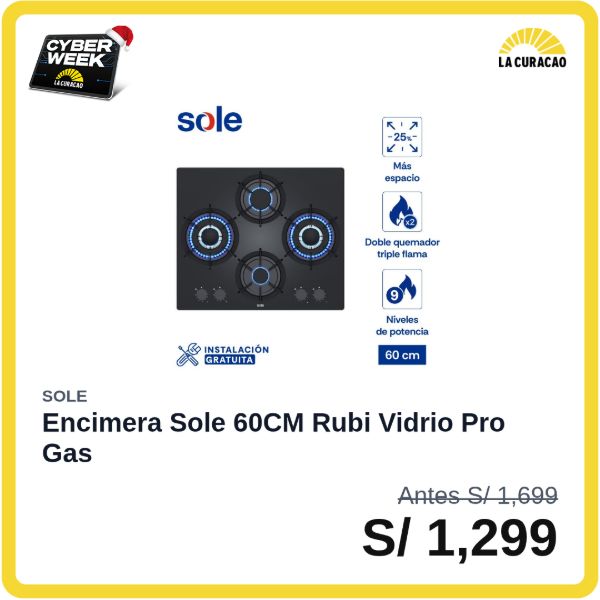 CYBER
WEEK
LA CURACAO
LA CURACAO
sole
25%
Más
espacio
x2
Doble quemador
triple flama
9
Niveles
de potencia
60 cm
INSTALACIÓN
GRATUITA
SOLE
Encimera Sole 60CM Rubi Vidrio Pro
Gas
Antes S/ 1,699
S/ 1,299